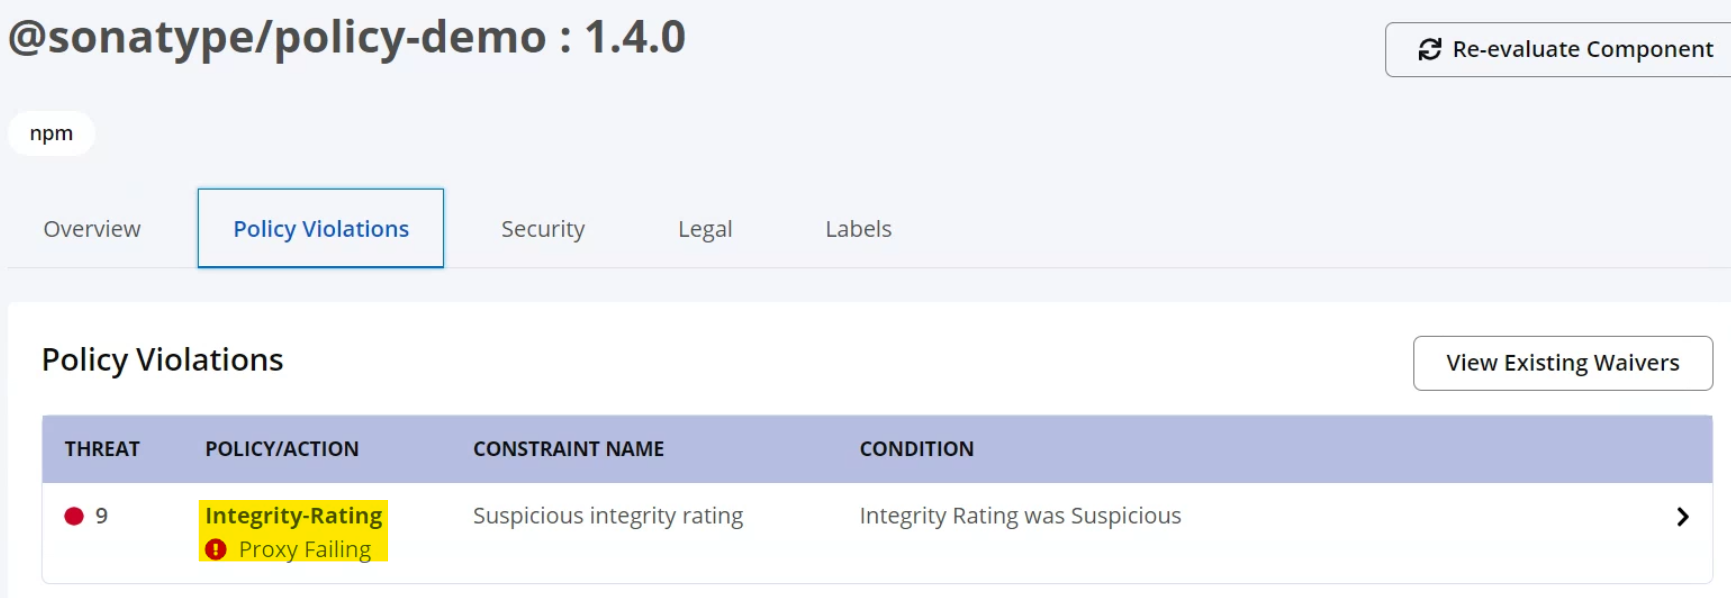 @sonatype/policy-demo : 1.4.0
Re-evaluate Component
npm
Overview
Policy Violations
Security
Legal
Labels
Policy Violations
View Existing Waivers
THREAT POLICY/ACTION CONSTRAINT NAME CONDITION
9 Integrity-Rating Suspicious integrity rating Integrity Rating was Suspicious
Proxy Failing